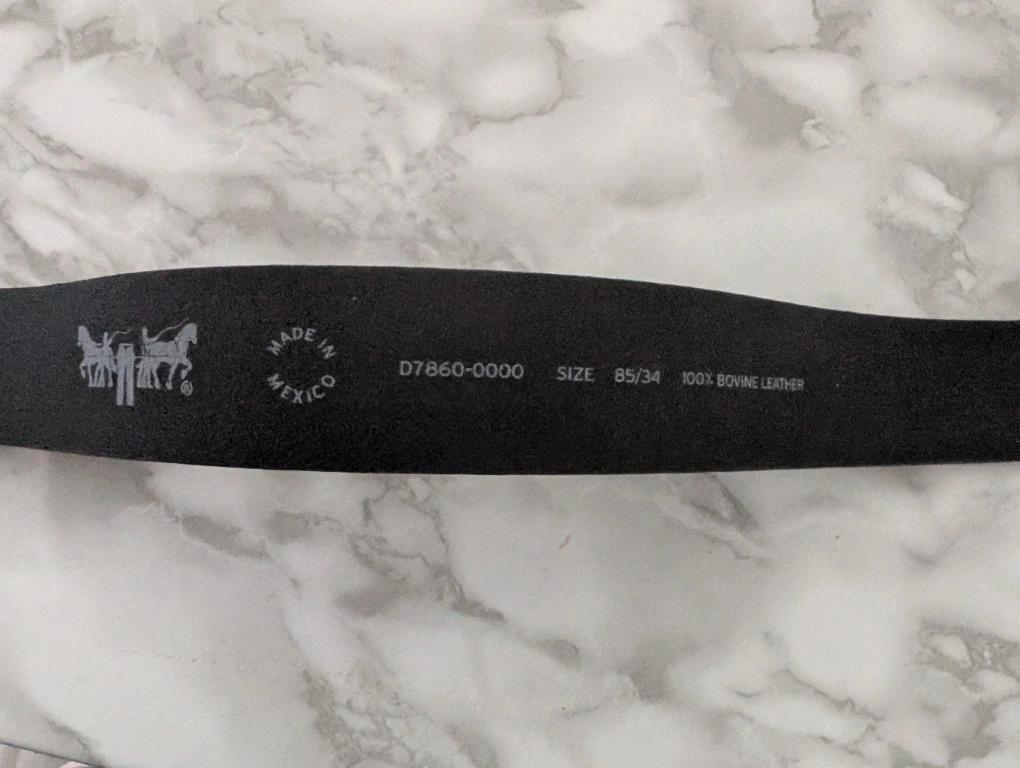 ®
MADE IN MEXICO
D7860-0000 SIZE 85/34 100% BOVINE LEATHER